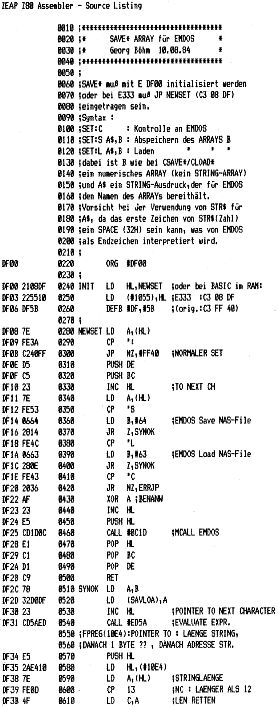 ZEAP Z80 Assembler - Source Listing
0010 ;*******************************
0020 ;* SAVE* ARRAY für EMDOS *
0030 ;* Georg Böhm 10.08.84 *
0040 ;*******************************
0050 ;
0060 ;SAVE* muß mit E DF00 initialisiert werden
0070 ;oder bei E333 muß JP NEWSET (C3 08 DF)
0080 ;eingetragen sein.
0090 ;Syntax :
0100 ;SET:C : Kontrolle an EMDOS
0110 ;SET:S A$,B : Abspeichern des ARRAYS B
0120 ;SET:L A$,B : Laden " " "
0130 ;dabei ist B wie bei CSAVE*/CLOAD*
0140 ;ein numerisches ARRAY (kein STRING-ARRAY)
0150 ;und A$ ein STRING-Ausdruck,der für EMDOS
0160 ;den Namen des ARRAYs bereithält.
0170 ;Vorsicht bei der Verwendung von STR$ für
0180 ;A$, da das erste Zeichen von STR$(Zahl)
0190 ;ein SPACE (32H) sein kann, was von EMDOS
0200 ;als Endzeichen interpretiert wird.
0210 ;
DF00 0220 ORG #DF00
0230 ;
DF00 2108DF 0240 INIT LD HL,NEWSET ;oder bei BASIC im RAM:
DF03 225510 0250 LD (#1055),HL ;E333 :C3 08 DF
DF06 DF5B 0260 DEFB #DF,#5B ;(orig.:C3 FF 40)
0270 ;
DF08 7E 0280 NEWSET LD A,(HL)
DF09 FE3A 0290 CP ":
DF0B C240FF 0300 JP NZ,#FF40 ;NORMALER SET
DF0E D5 0310 PUSH DE
DF0F C5 0320 PUSH BC
DF10 23 0330 INC HL ;TO NEXT CH
DF11 7E 0340 LD A,(HL)
DF12 FE53 0350 CP "S
DF14 0664 0360 LD B,#64 ;EMDOS Save NAS-File
DF16 2814 0370 JR Z,SYNOK
DF18 FE4C 0380 CP "L
DF1A 0663 0390 LD B,#63 ;EMDOS Load NAS-File
DF1C 280E 0400 JR Z,SYNOK
DF1E FE43 0410 CP "C
DF20 2036 0420 JR NZ,ERRJP
DF22 AF 0430 XOR A ;BENANW
DF23 23 0440 INC HL
DF24 E5 0450 PUSH HL
DF25 CD1D0C 0460 CALL #0C1D ;MCALL EMDOS
DF28 E1 0470 POP HL
DF29 C1 0480 POP BC
DF2A D1 0490 POP DE
DF2B C9 0500 RET
DF2C 78 0510 SYNOK LD A,B
DF2D 32D0DF 0520 LD (SAVLOA),A
DF30 23 0530 INC HL ;POINTER TO NEXT CHARACTER
DF31 CD5AED 0540 CALL #ED5A ;EVALUATE EXPR.
0550 ;FPREG(10E4):POINTER TO : LAENGE STRING,
0560 ;DANACH 1 BYTE ?? , DANACH ADRESSE STR.
DF34 E5 0570 PUSH HL
DF35 2AE410 0580 LD HL,(#10E4)
DF38 7E 0590 LD A,(HL) ;STRINGLAENGE
DF39 FE0D 0600 CP 13 ;NC : LAENGER ALS 12
DF3B 4F 0610 LD C,A ;LEN RETTEN